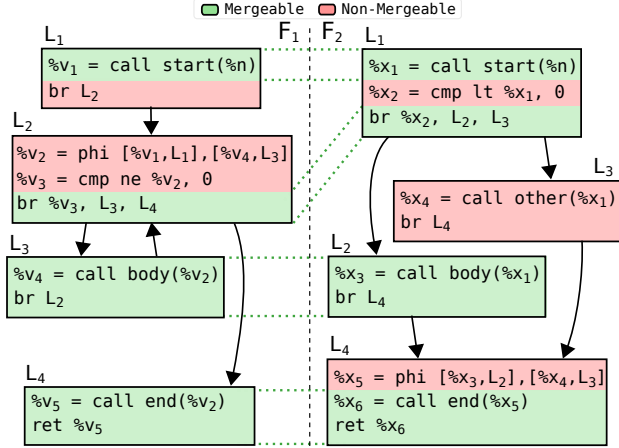 Mergeable Non-Mergeable
F1 F2
L1
%v1 = call start(%n)
br L2
L2
%v2 = phi [%v1,L1],[%v4,L3]
%v3 = cmp ne %v2, 0
br %v3, L3, L4
L3
%v4 = call body(%v2)
br L2
L4
%v5 = call end(%v2)
ret %v5
L1
%x1 = call start(%n)
%x2 = cmp lt %x1, 0
br %x2, L2, L3
L3
%x4 = call other(%x1)
br L4
L2
%x3 = call body(%x1)
br L4
L4
%x5 = phi [%x3,L2],[%x4,L3]
%x6 = call end(%x5)
ret %x6